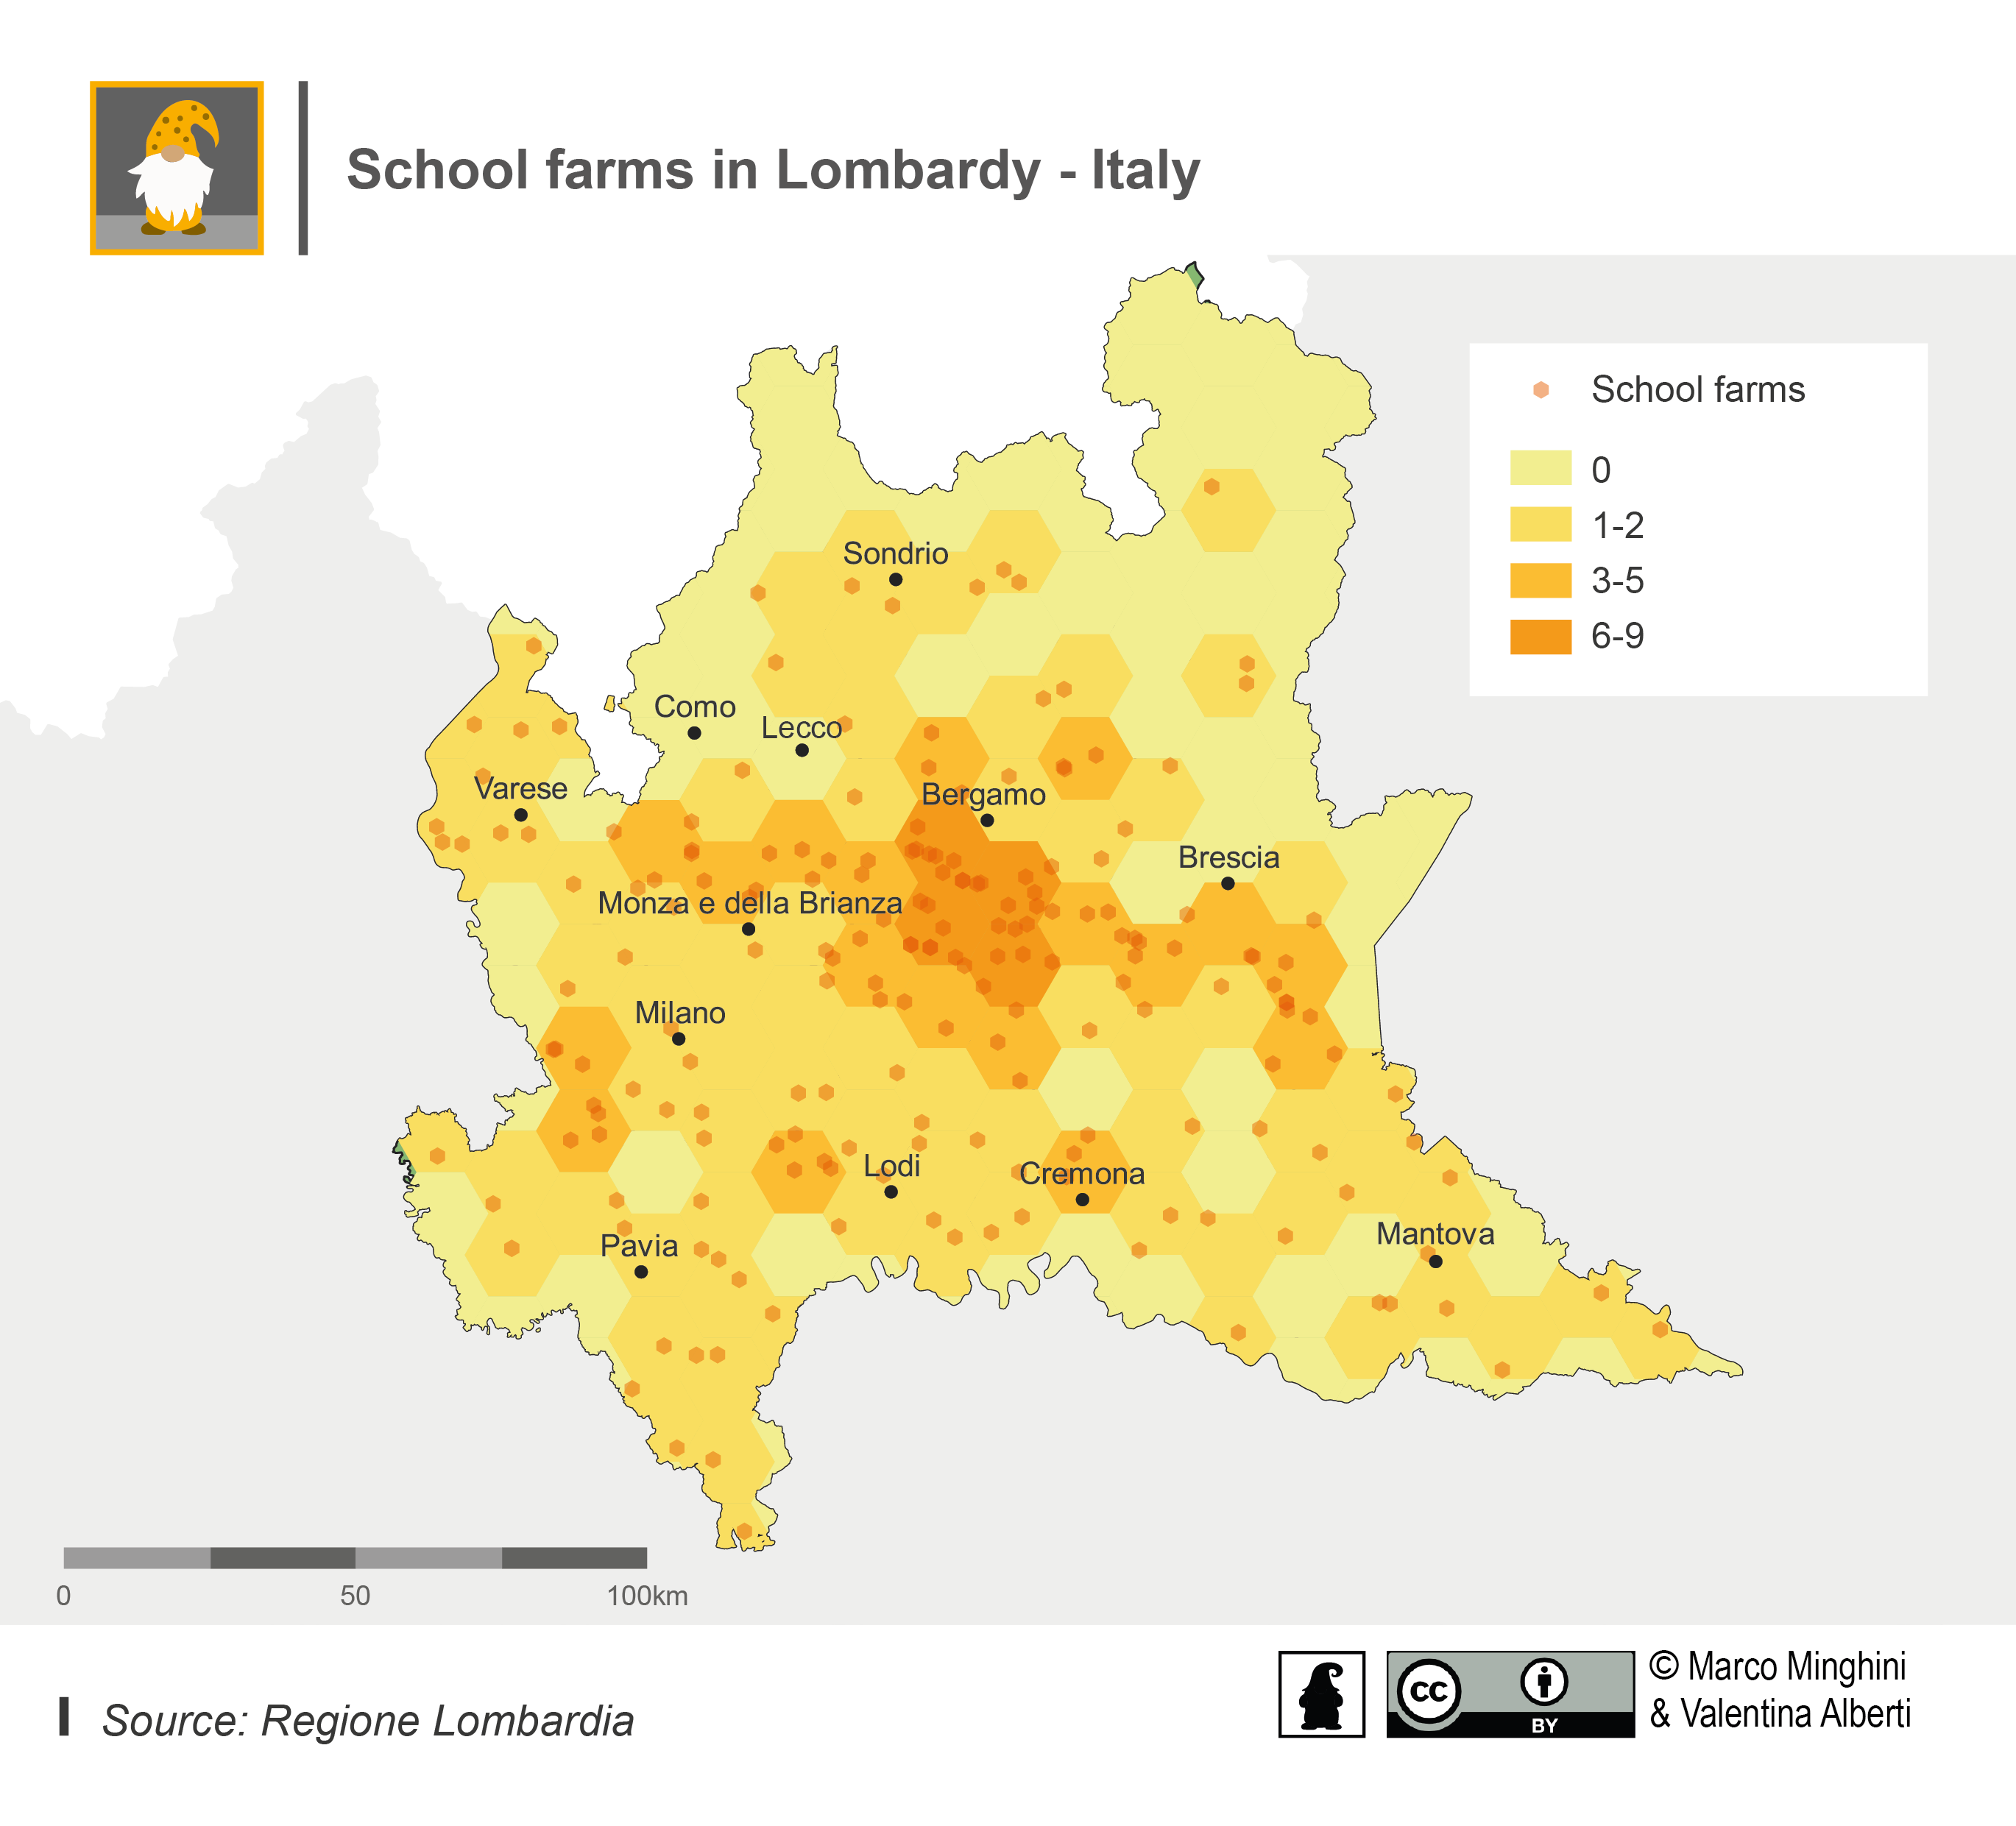 School farms in Lombardy - Italy
School farms
0
1-2
3-5
6-9
Sondrio
Como
Lecco
Varese
Bergamo
Brescia
Monza e della Brianza
Milano
Lodi
Cremona
Pavia
Mantova
0
50
100km
Source: Regione Lombardia
cc
BY
© Marco Minghini
& Valentina Alberti